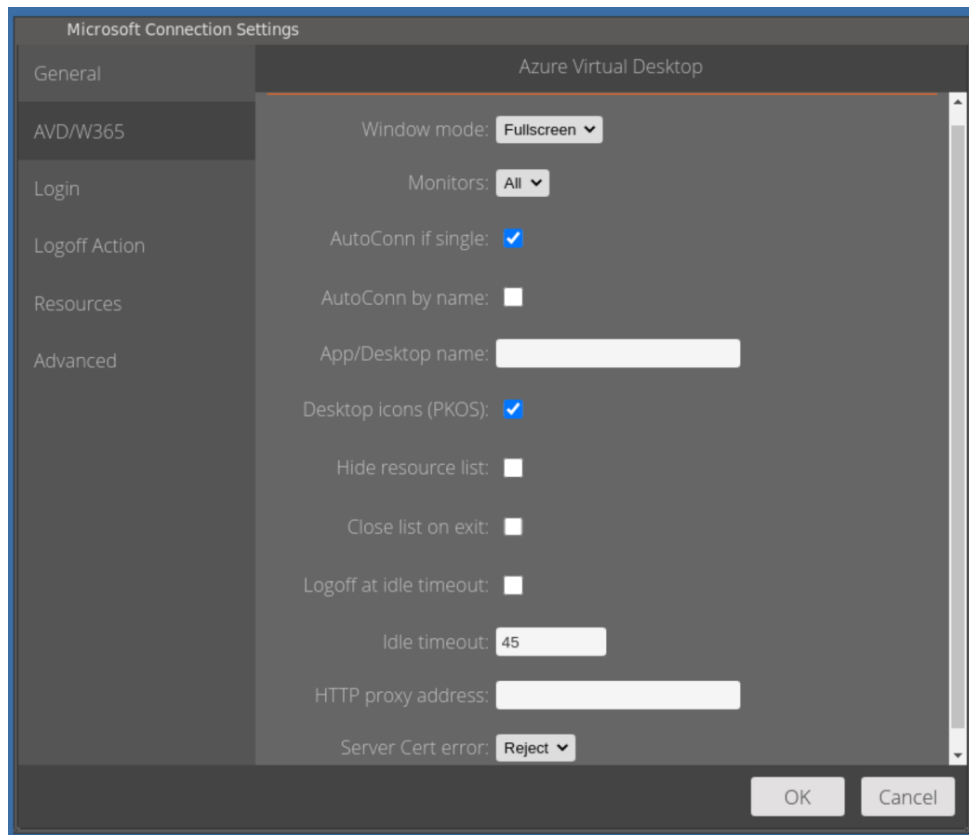 Microsoft Connection Settings
General
AVD/W365
Login
Logoff Action
Resources
Advanced
Azure Virtual Desktop
Window mode: Fullscreen
Monitors: All
AutoConn if single:
AutoConn by name:
App/Desktop name:
Desktop icons (PKOS):
Hide resource list:
Close list on exit:
Logoff at idle timeout:
Idle timeout: 45
HTTP proxy address:
Server Cert error: Reject
OK Cancel